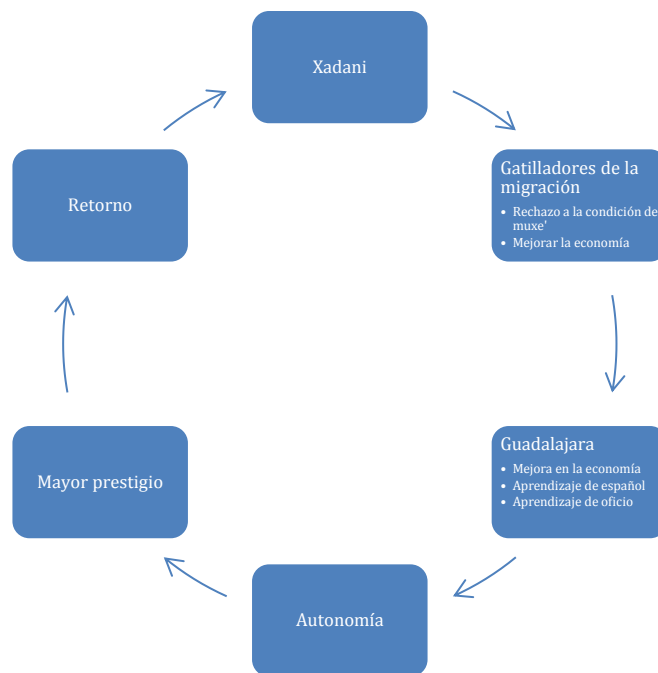 Xadani
Gatilladores de la
migración
• Rechazo a la condición de
muxe'
• Mejorar la economía
Guadalajara
• Mejora en la economía
• Aprendizaje de español
• Aprendizaje de oficio
Autonomía
Mayor prestigio
Retorno